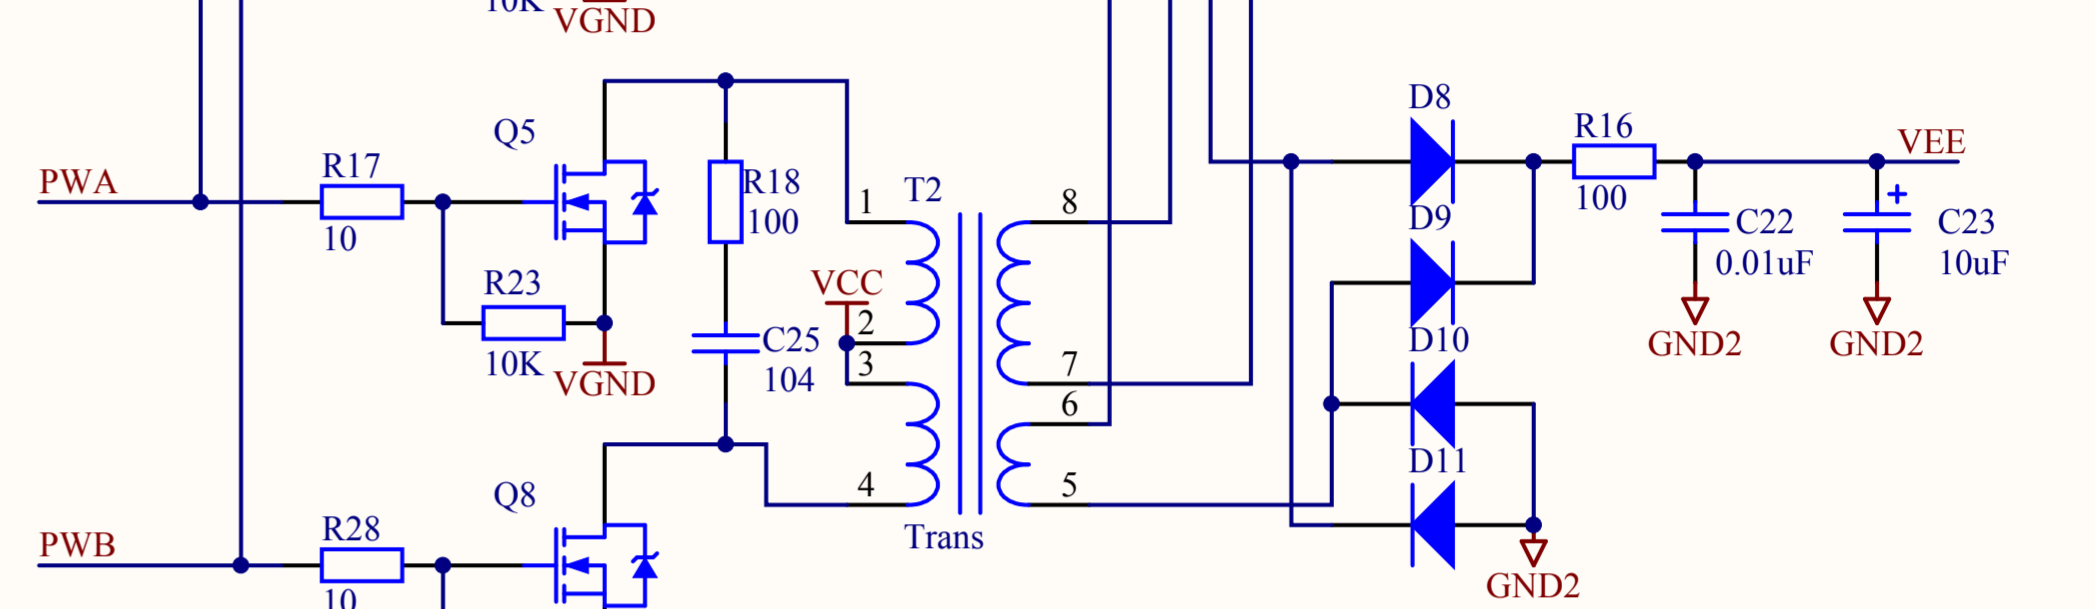 10K
VGND
PWA
R17
10
Q5
R23
10K
VGND
R18
100
C25
104
VCC
1
2
3
4
T2
Trans
8
7
6
5
D8
D9
D10
D11
R16
100
VEE
+
C22
0.01uF
C23
10uF
GND2
GND2
GND2
PWB
R28
10
Q8